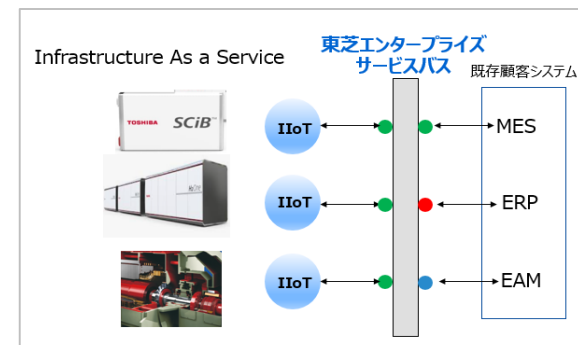 Infrastructure As a Service
東芝エンタープライズ
サービスバス
既存顧客システム
TOSHIBA SCiB™
IIoT
MES
IIoT
ERP
IIoT
EAM